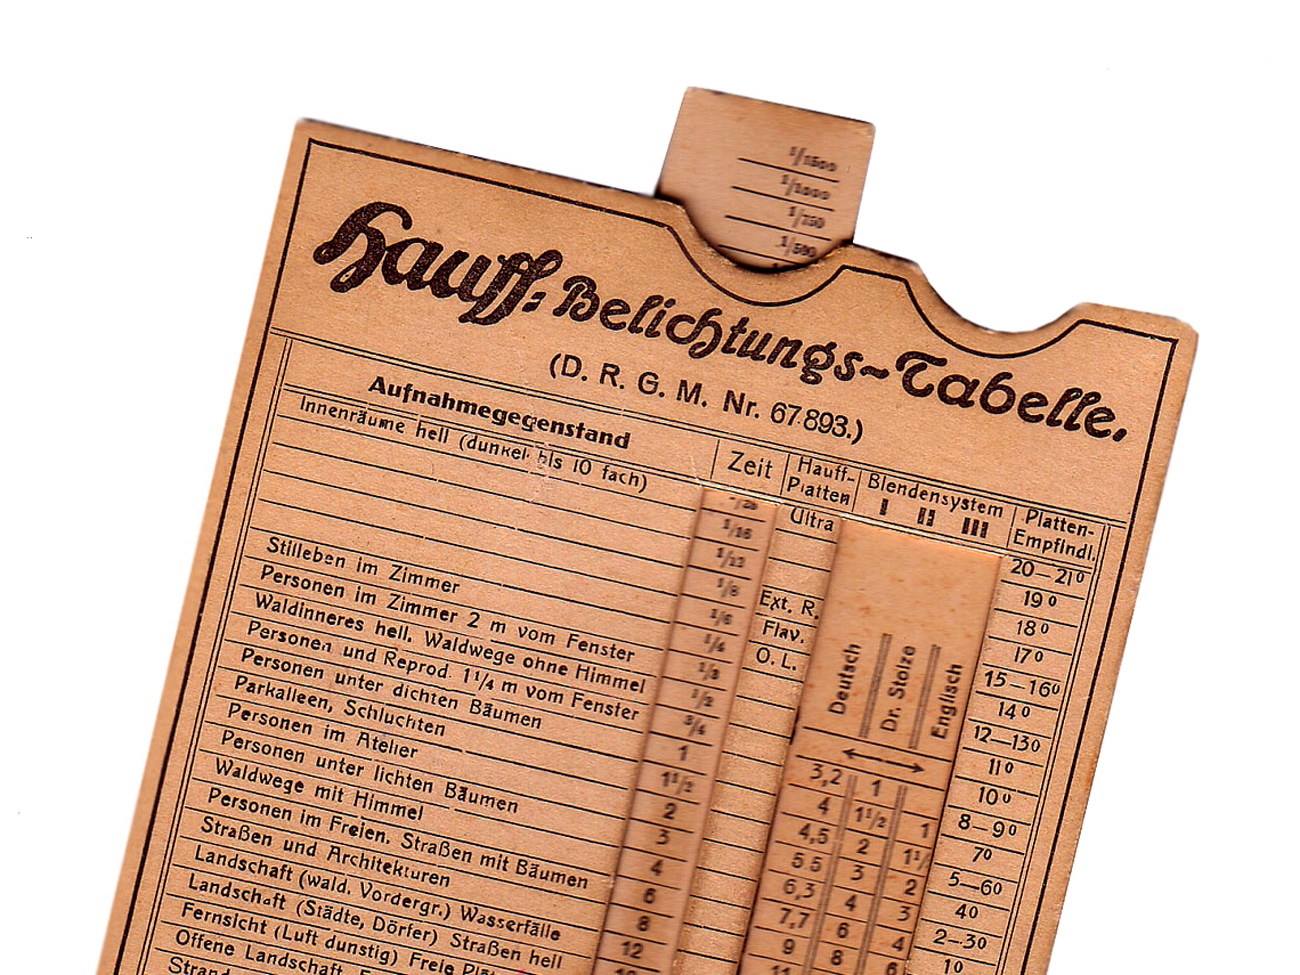 1/1500
1/1000
1/750
1/500
Hauff-Belichtungs-Tabelle.
(D. R. G. M. Nr. 67893.)
Aufnahmegegenstand
Zeit
Hauff-
Platten
Blendensystem
I II III
Platten-
Empfindl.
Innenräume hell (dunkel bis 10 fach)
Stilleben im Zimmer
Personen im Zimmer 2 m vom Fenster
Waldinneres hell, Waldwege ohne Himmel
Personen und Reprod. 1 1/4 m vom Fenster
Personen unter dichten Bäumen
Parkalleen, Schluchten
Personen im Atelier
Personen unter lichten Bäumen
Waldwege mit Himmel
Personen im Freien, Straßen mit Bäumen
Straßen und Architekturen
Landschaft (wald. Vordergr.) Wasserfälle
Landschaft (Städte, Dörfer) Straßen hell
Fernsicht (Luft dunstig) Freie
Offene Landschaft,
1/16
1/12
1/8
1/6
1/4
1/3
1/2
3/4
1
1 1/2
2
3
4
6
8
12
Ultra
Ext. R.
Flav.
O. L.
Deutsch
Dr. Stolze
Englisch
3,2 1
4 1 1/2 1
4,5 2
5,5 3 2
6,3 4 3
7,7 6 4
9 8 6
11
20—21°
19°
18°
17°
15—16°
14°
12—13°
11°
10°
8—9°
7°
5—6°
4°
2—3°
1°